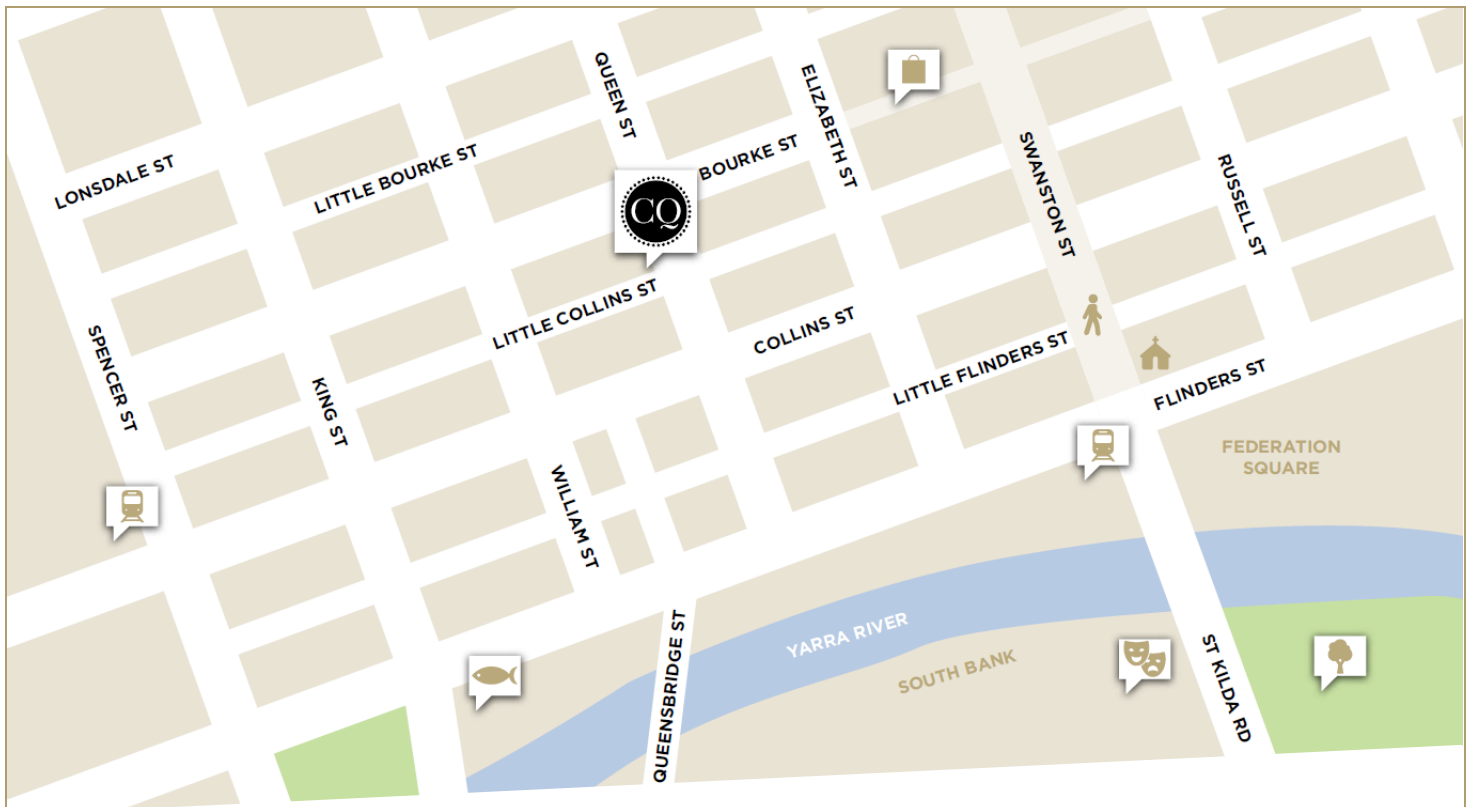 QUEEN ST
ELIZABETH ST
SWANSTON ST
RUSSELL ST
LONSDALE ST
LITTLE BOURKE ST
BOURKE ST
CQ
LITTLE COLLINS ST
COLLINS ST
LITTLE FLINDERS ST
FLINDERS ST
SPENCER ST
KING ST
WILLIAM ST
FEDERATION
SQUARE
YARRA RIVER
SOUTH BANK
QUEENSBRIDGE ST
ST KILDA RD